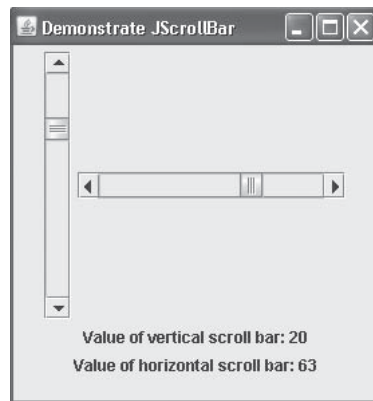 Demonstrate JScrollBar
Value of vertical scroll bar: 20
Value of horizontal scroll bar: 63